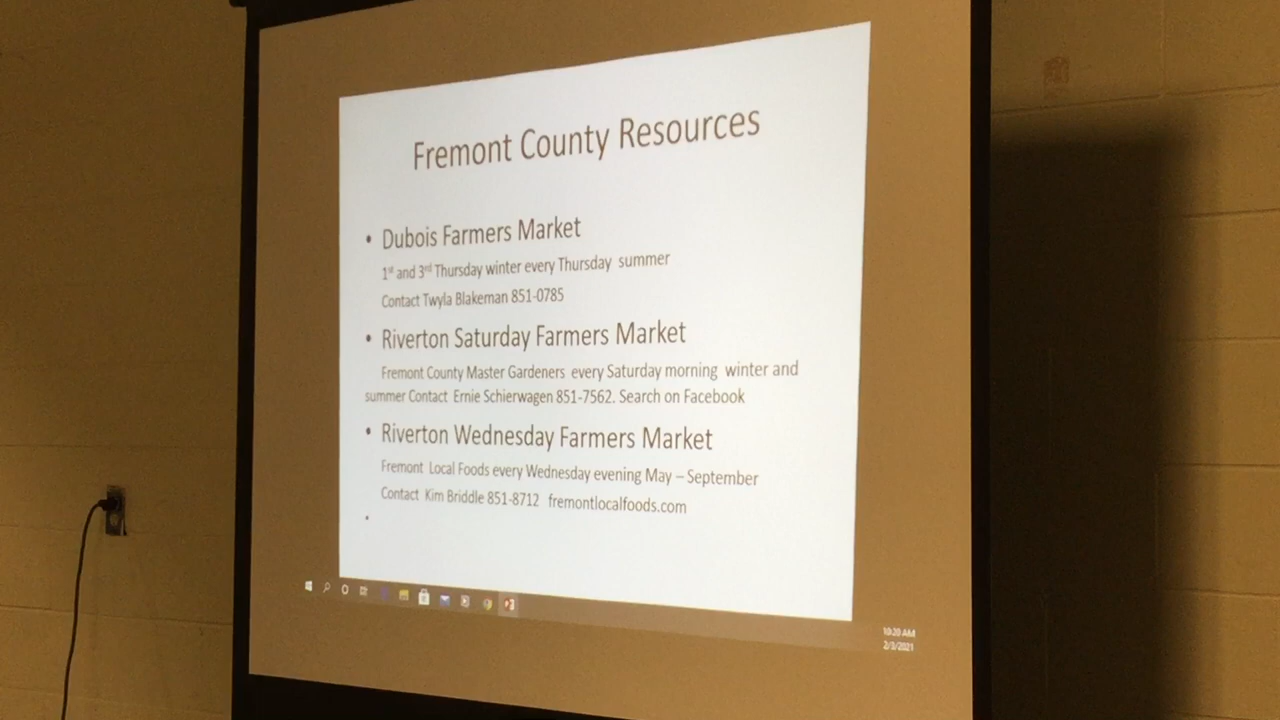 Fremont County Resources
• Dubois Farmers Market
1st and 3rd Thursday winter every Thursday summer
Contact Twyla Blakeman 851-0785
• Riverton Saturday Farmers Market
Fremont County Master Gardeners every Saturday morning winter and
summer Contact Ernie Schierwagen 851-7562. Search on Facebook
• Riverton Wednesday Farmers Market
Fremont Local Foods every Wednesday evening May – September
Contact Kim Briddle 851-8712 fremontlocalfoods.com
•
10:20 AM
2/3/2021